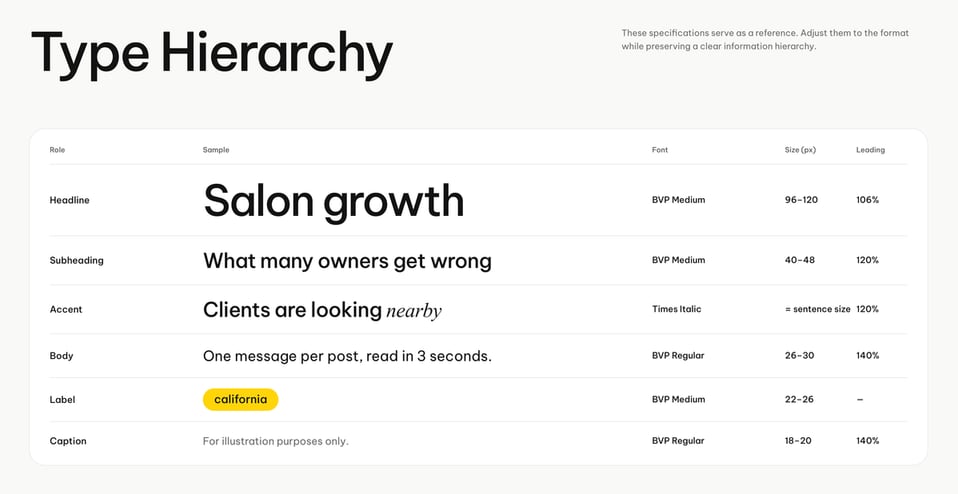 Type Hierarchy
These specifications serve as a reference. Adjust them to the format
while preserving a clear information hierarchy.
Role Sample Font Size (px) Leading
Headline Salon growth BVP Medium 96–120 106%
Subheading What many owners get wrong BVP Medium 40–48 120%
Accent Clients are looking nearby Times Italic = sentence size 120%
Body One message per post, read in 3 seconds. BVP Regular 26–30 140%
Label california BVP Medium 22–26 –
Caption For illustration purposes only. BVP Regular 18–20 140%